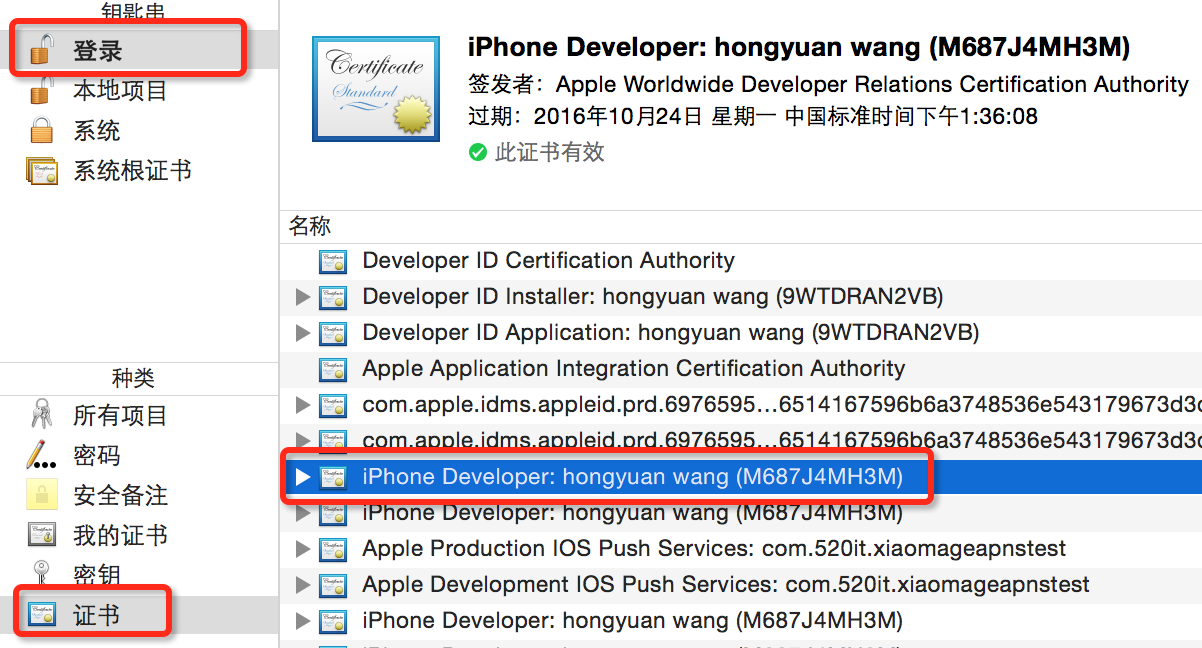 钥匙串
登录
本地项目
系统
系统根证书
种类
所有项目
密码
安全备注
我的证书
密钥
证书
Certificate
Standard
iPhone Developer: hongyuan wang (M687J4MH3M)
签发者：Apple Worldwide Developer Relations Certification Authority
过期：2016年10月24日 星期一 中国标准时间下午1:36:08
此证书有效
名称
Developer ID Certification Authority
Developer ID Installer: hongyuan wang (9WTDRAN2VB)
Developer ID Application: hongyuan wang (9WTDRAN2VB)
Apple Application Integration Certification Authority
com.apple.idms.appleid.prd.6976595...6514167596b6a3748536e543179673d3d
com.apple.idms.appleid.prd.6976595...6514167596b6a3748536e543179673d3d
iPhone Developer: hongyuan wang (M687J4MH3M)
iPhone Developer: hongyuan wang (M687J4MH3M)
Apple Production IOS Push Services: com.520it.xiaomageapnstest
Apple Development IOS Push Services: com.520it.xiaomageapnstest
iPhone Developer: hongyuan wang (M687J4MH3M)